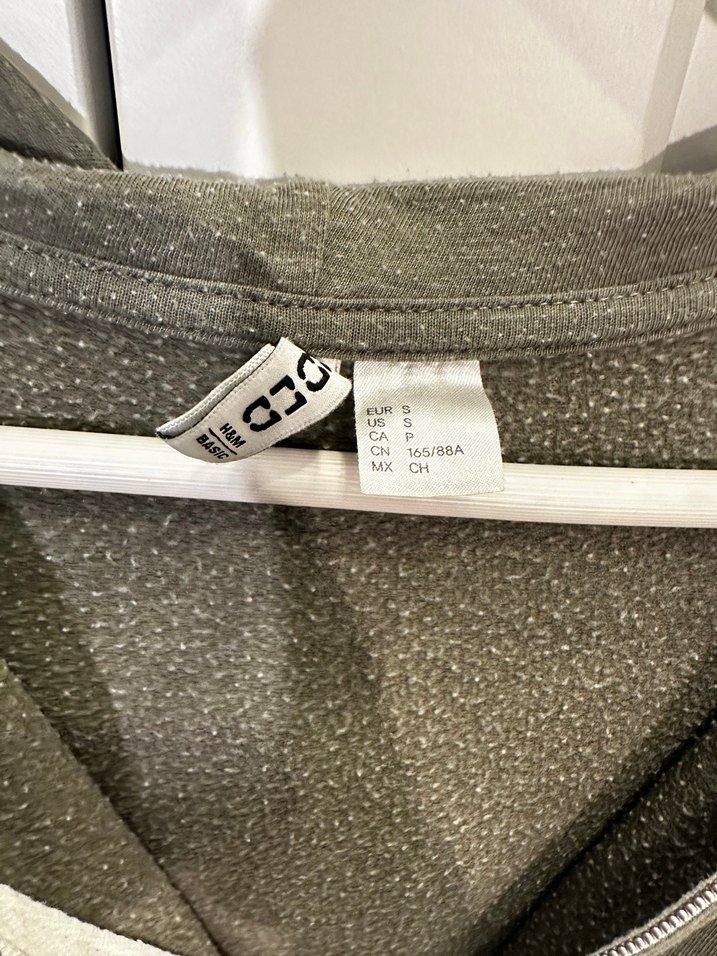 H&M
BASIC
EUR S
US S
CA P
CN 165/88A
MX CH